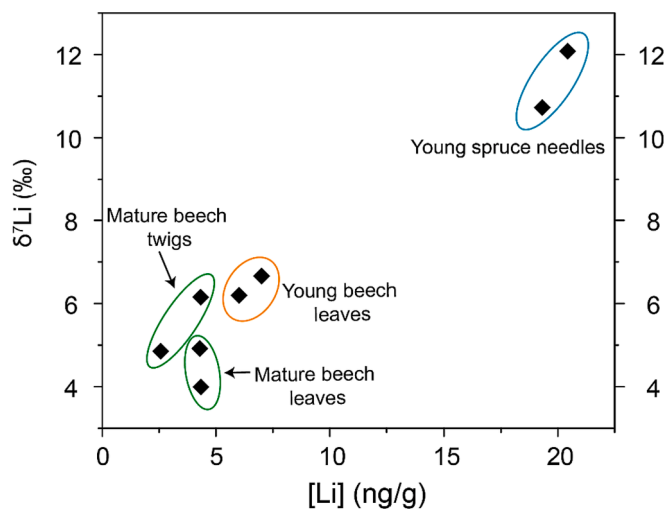 12
12
10
10
Young spruce needles
δ⁷Li (‰)
8
8
Mature beech
twigs
6
6
Young beech
leaves
Mature beech
leaves
4
4
0
5
10
15
20
[Li] (ng/g)